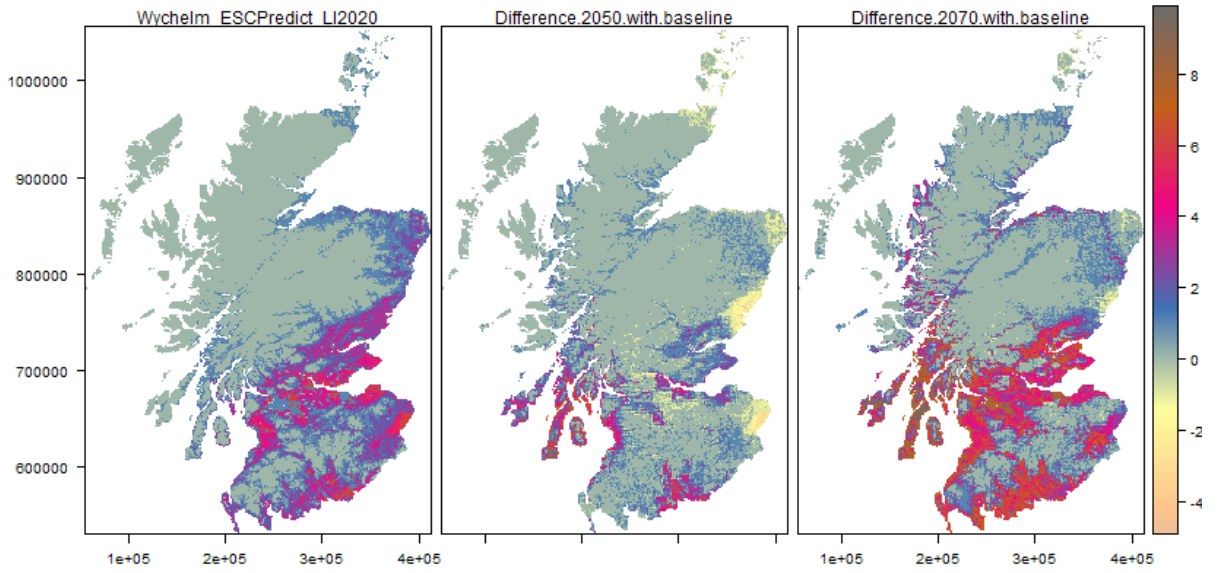 Wychelm_ESCPredict_LI2020
Difference.2050.with.baseline
Difference.2070.with.baseline
1000000
900000
800000
700000
600000
1e+05
2e+05
3e+05
4e+05
1e+05
2e+05
3e+05
4e+05
8
6
4
2
0
-2
-4